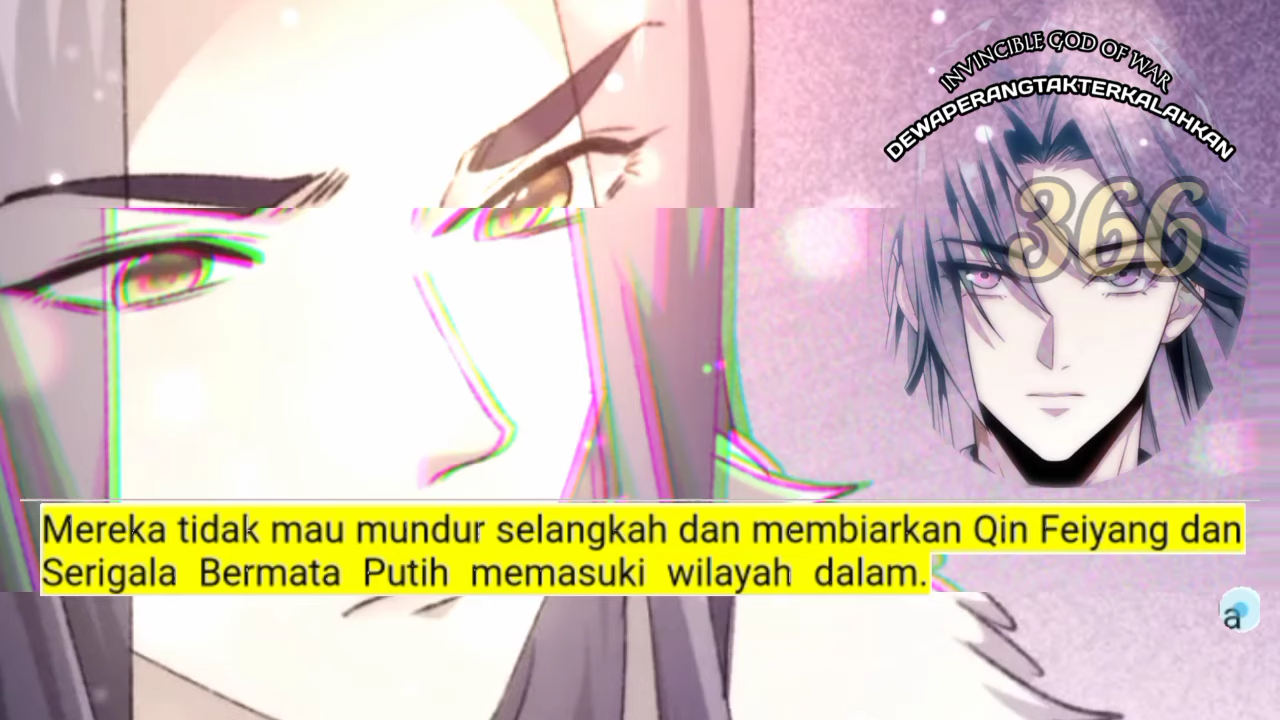 INVINCIBLE GOD OF WAR
DEWAPERANGTAKTERKALAHKAN
366
Mereka tidak mau mundur selangkah dan membiarkan Qin Feiyang dan
Serigala Bermata Putih memasuki wilayah dalam.
a